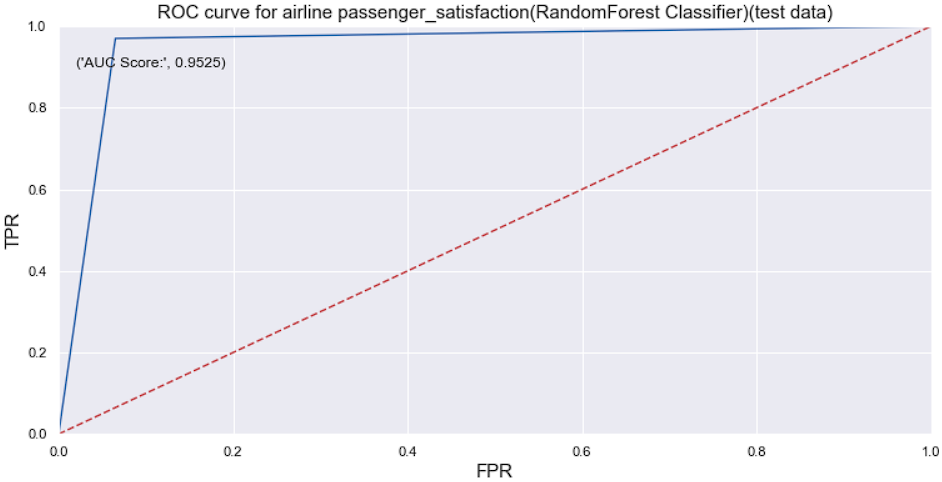 ROC curve for airline passenger_satisfaction(RandomForest Classifier)(test data)
1.0
('AUC Score:', 0.9525)
0.8
0.6
TPR
0.4
0.2
0.0
0.0 0.2 0.4 0.6 0.8 1.0
FPR